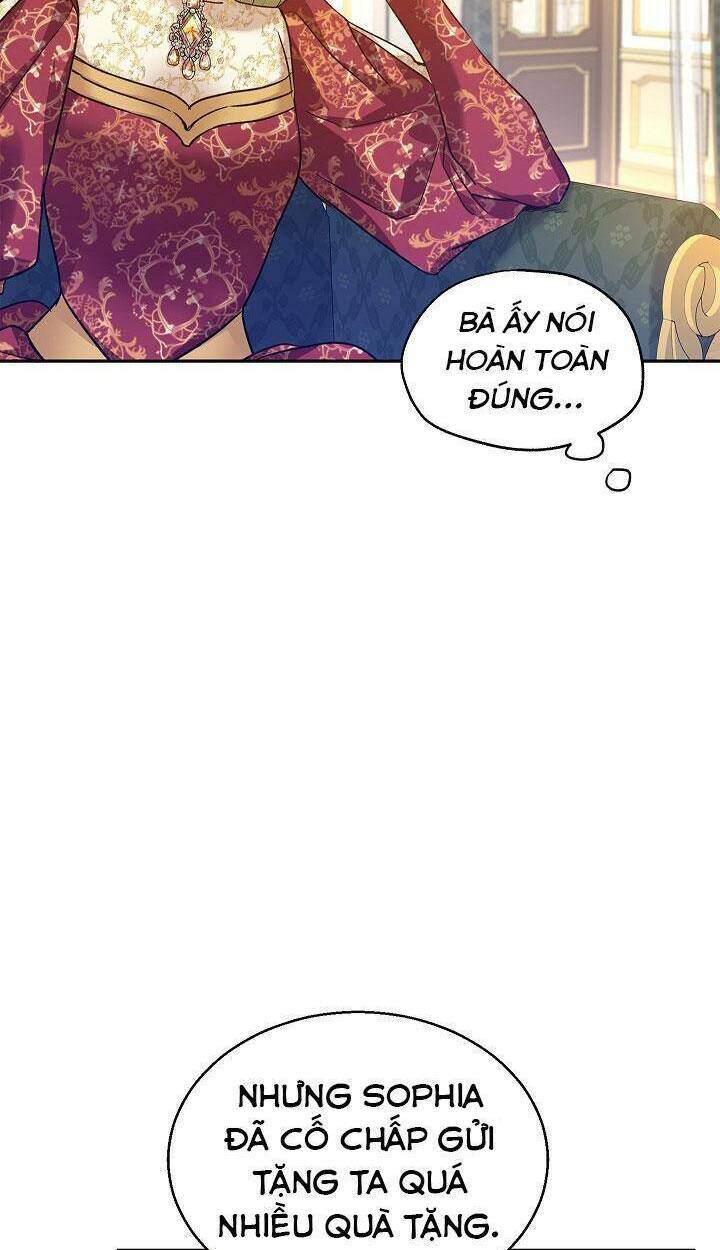 BÀ ẤY NÓI
HOÀN TOÀN
ĐÚNG...
NHƯNG SOPHIA
ĐÃ CỐ CHẤP GỬI
TẶNG TA QUÁ
NHIỀU QUÀ TẶNG.